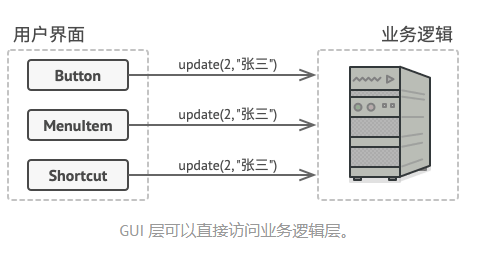 用户界面
业务逻辑
Button
update(2, "张三")
MenuItem
update(2, "张三")
Shortcut
update(2, "张三")
GUI 层可以直接访问业务逻辑层。